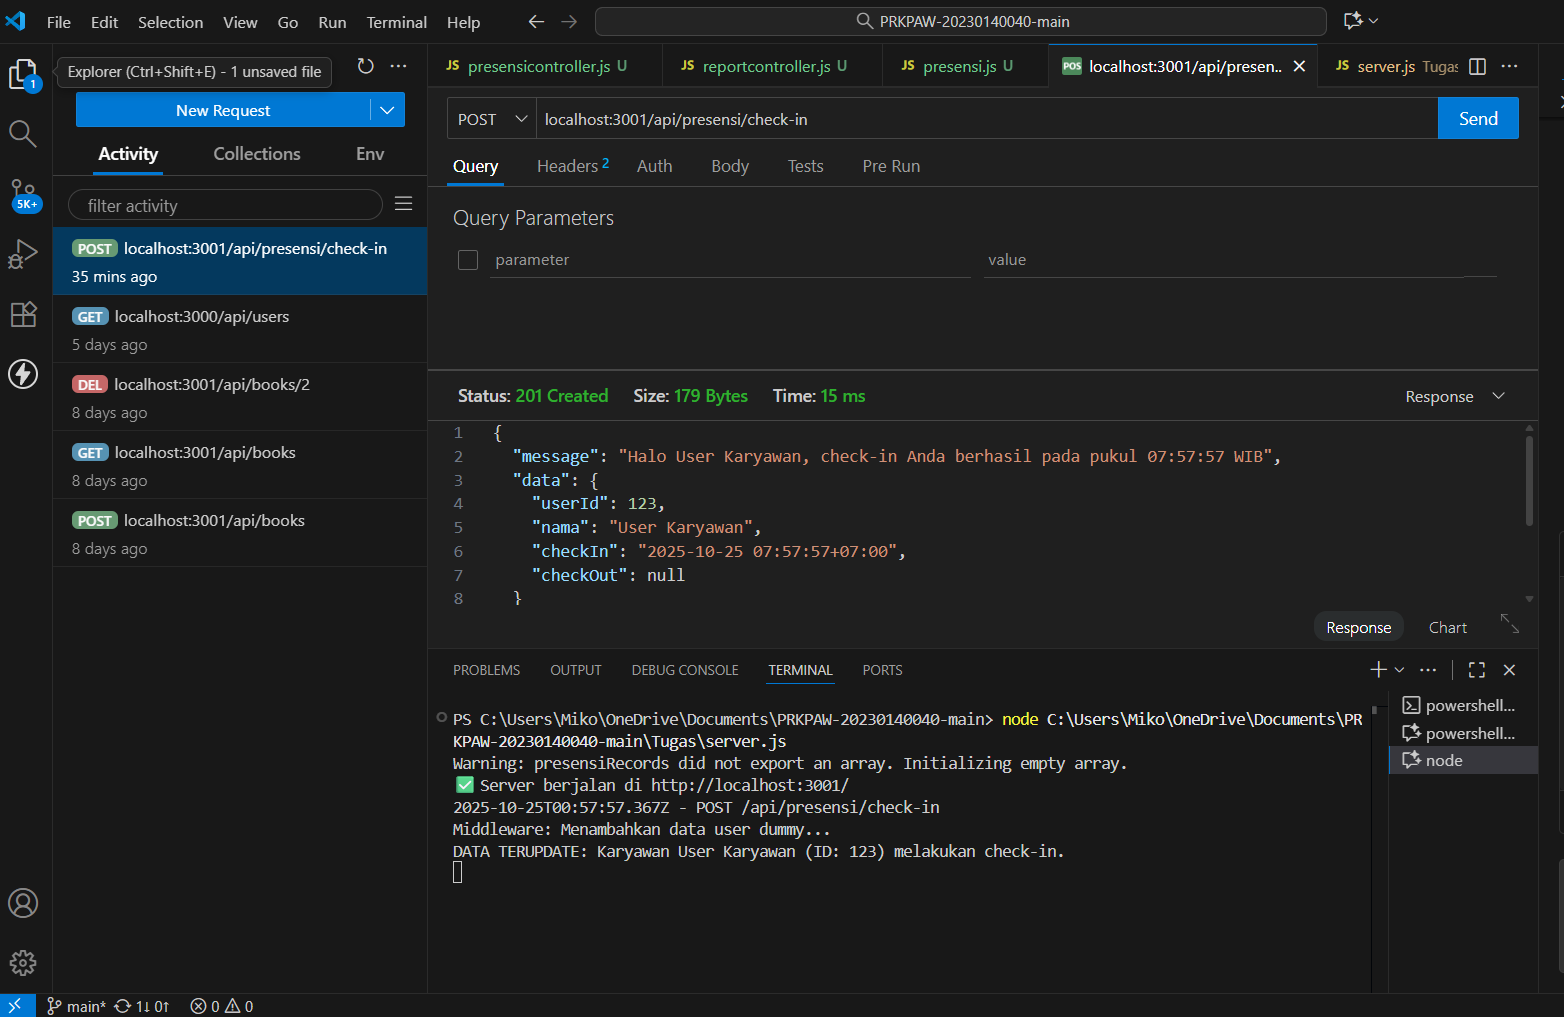 File Edit Selection View Go Run Terminal Help
PRKPAW-20230140040-main
1
Explorer (Ctrl+Shift+E) - 1 unsaved file
5K+
New Request
Activity Collections Env
filter activity
POST localhost:3001/api/presensi/check-in
35 mins ago
GET localhost:3000/api/users
5 days ago
DEL localhost:3001/api/books/2
8 days ago
GET localhost:3001/api/books
8 days ago
POST localhost:3001/api/books
8 days ago
JS presensicontroller.js U
JS reportcontroller.js U
JS presensi.js U
POS localhost:3001/api/presen..
JS server.js Tugas
POST localhost:3001/api/presensi/check-in Send
Query Headers 2 Auth Body Tests Pre Run
Query Parameters
parameter value
Status: 201 Created Size: 179 Bytes Time: 15 ms Response
1 {
2 "message": "Halo User Karyawan, check-in Anda berhasil pada pukul 07:57:57 WIB",
3 "data": {
4 "userId": 123,
5 "nama": "User Karyawan",
6 "checkIn": "2025-10-25 07:57:57+07:00",
7 "checkOut": null
8 }
Response Chart
PROBLEMS OUTPUT DEBUG CONSOLE TERMINAL PORTS
PS C:\Users\Miko\OneDrive\Documents\PRKPAW-20230140040-main> node C:\Users\Miko\OneDrive\Documents\PR
KPAW-20230140040-main\Tugas\server.js
Warning: presensiRecords did not export an array. Initializing empty array.
✅ Server berjalan di http://localhost:3001/
2025-10-25T00:57:57.367Z - POST /api/presensi/check-in
Middleware: Menambahkan data user dummy...
DATA TERUPDATE: Karyawan User Karyawan (ID: 123) melakukan check-in.
powershell...
powershell...
node
main* 1↓ 0↑ 0 0